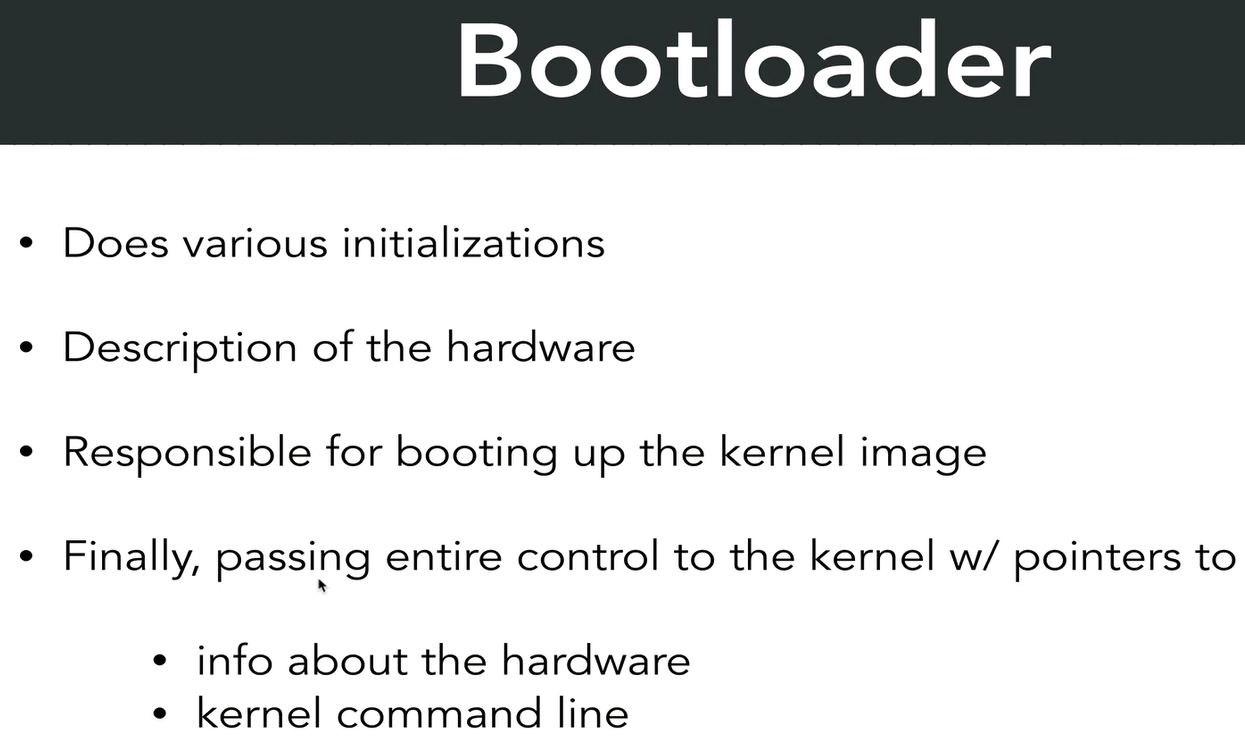 Bootloader
• Does various initializations
• Description of the hardware
• Responsible for booting up the kernel image
• Finally, passing entire control to the kernel w/ pointers to
• info about the hardware
• kernel command line